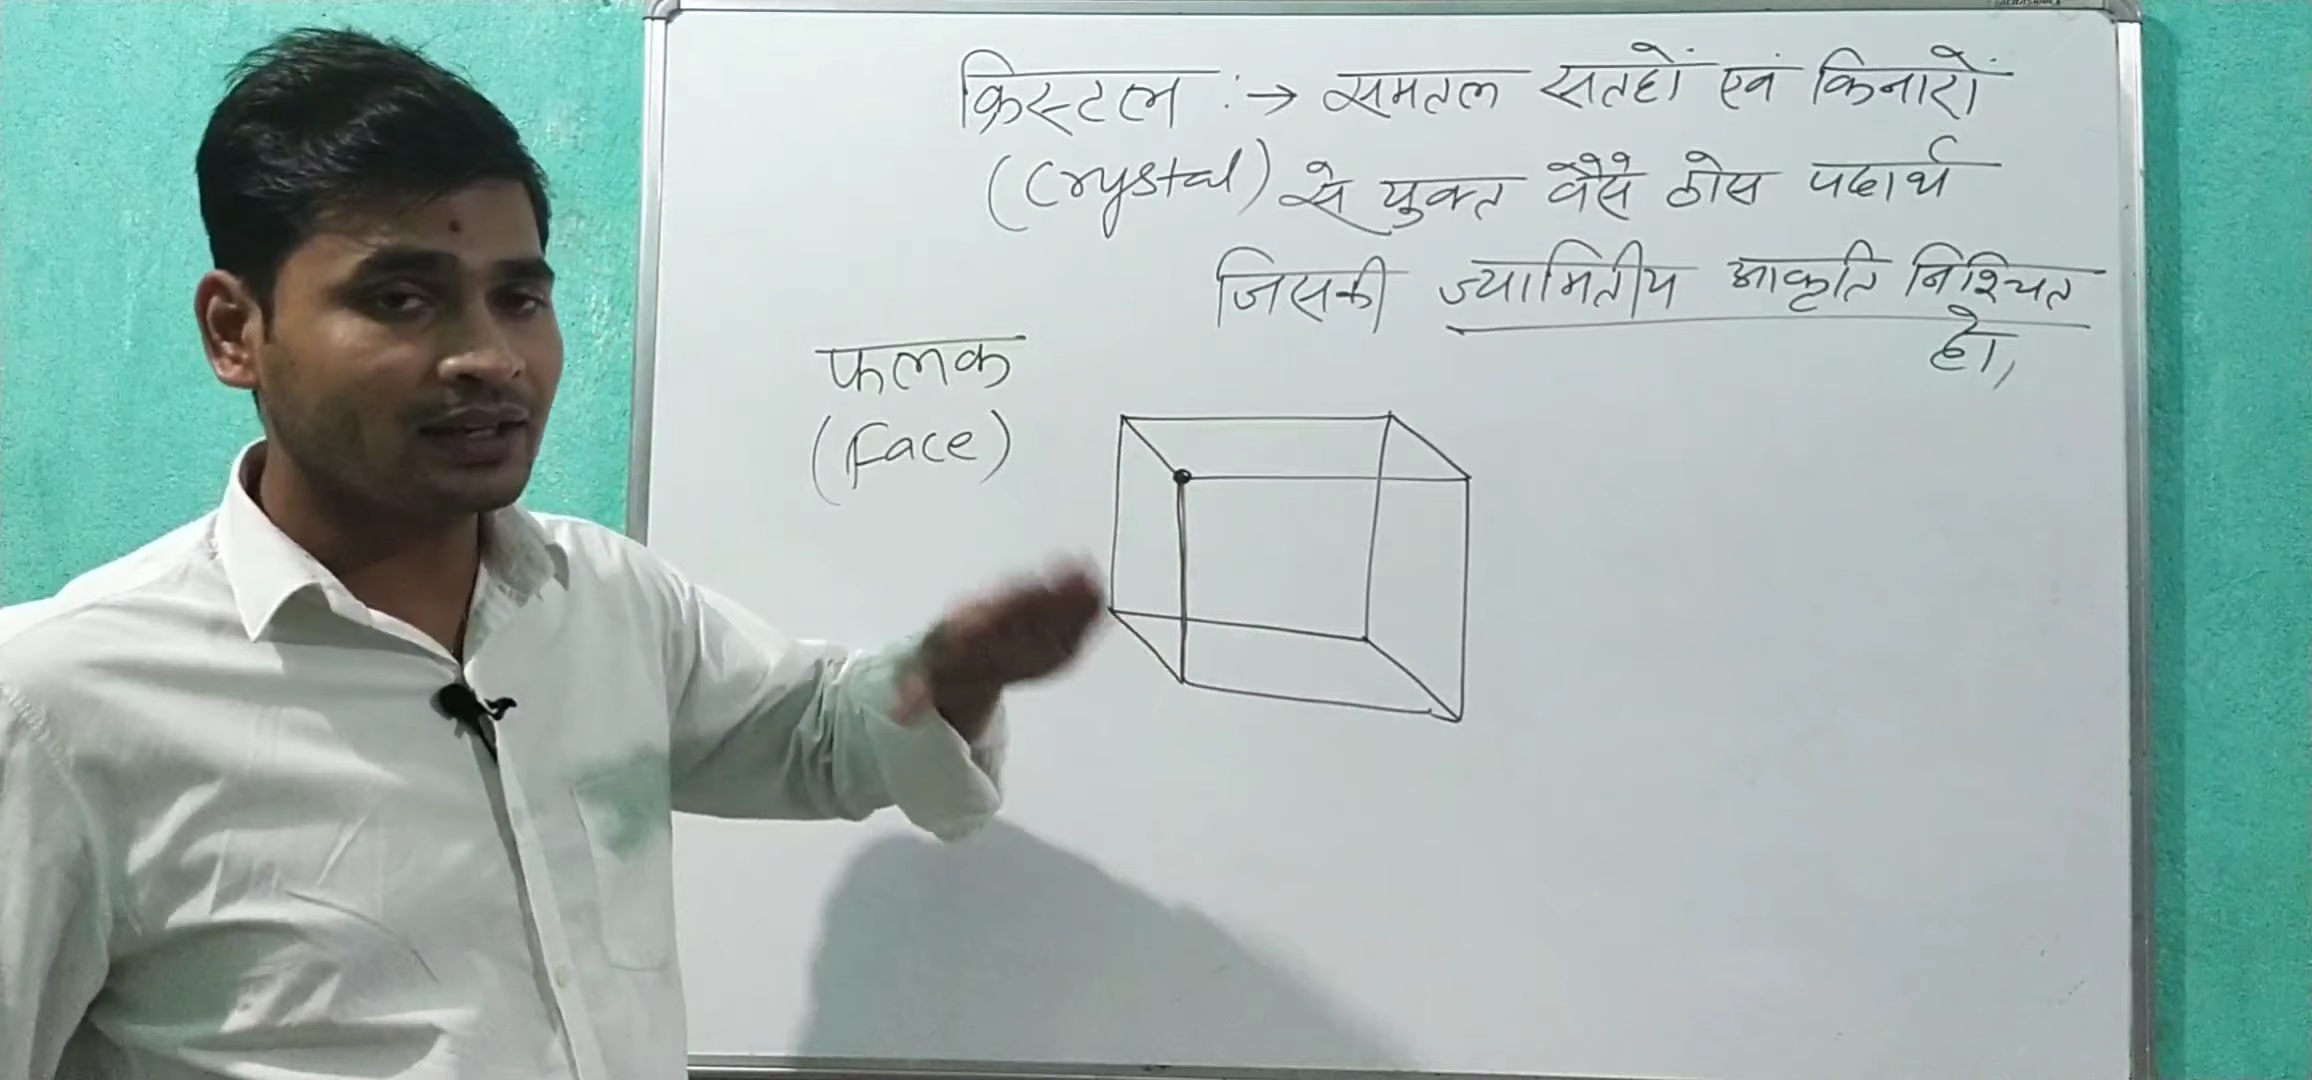 क्रिस्टल :→ समतल सतहों एवं किनारों
(Crystal) से युक्त वैसे ठोस पदार्थ
जिसकी ज्यामितीय आकृति निश्चित
हो,
फलक
(Face)